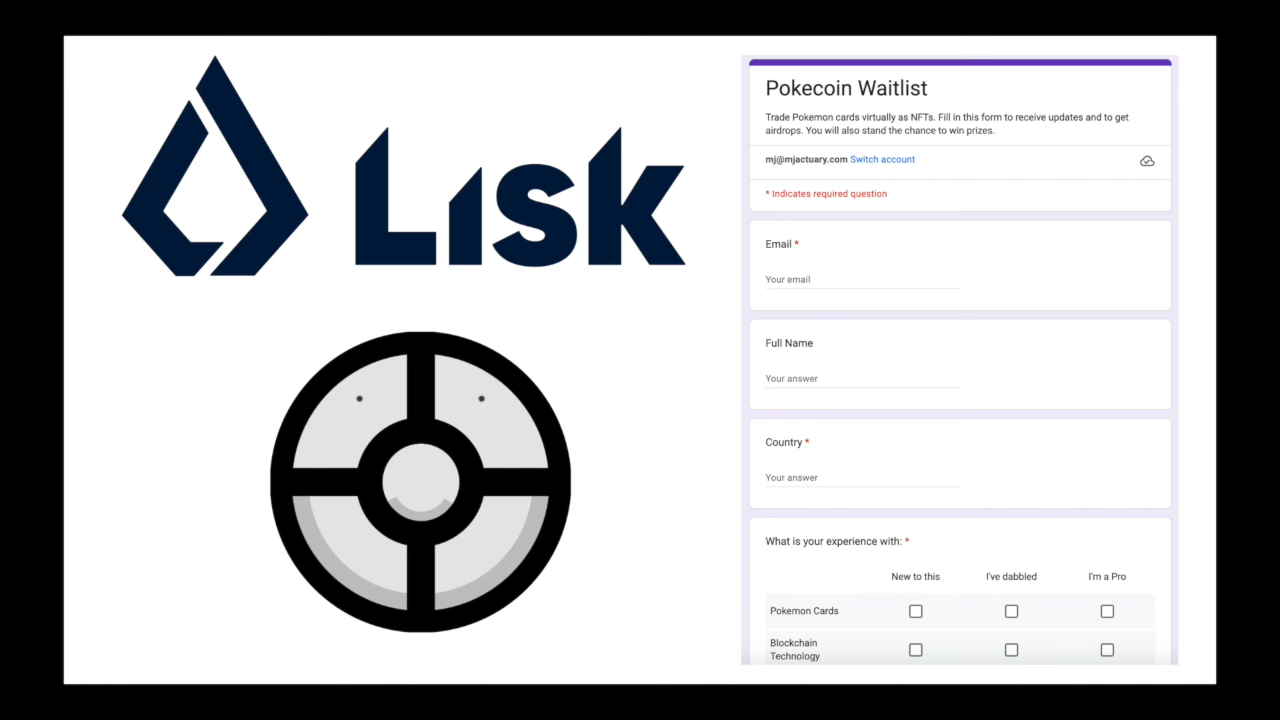 Lisk
Pokecoin Waitlist
Trade Pokemon cards virtually as NFTs. Fill in this form to receive updates and to get
airdrops. You will also stand the chance to win prizes.
mj@mjactuary.com Switch account
* Indicates required question
Email *
Your email
Full Name
Your answer
Country *
Your answer
What is your experience with: *
New to this I've dabbled I'm a Pro
Pokemon Cards
Blockchain
Technology